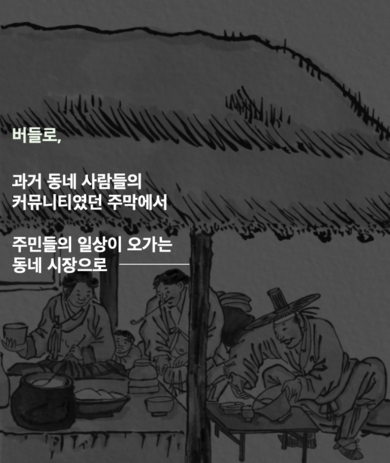 버들로,
과거 동네 사람들의
커뮤니티였던 주막에서
주민들의 일상이 오가는
동네 시장으로